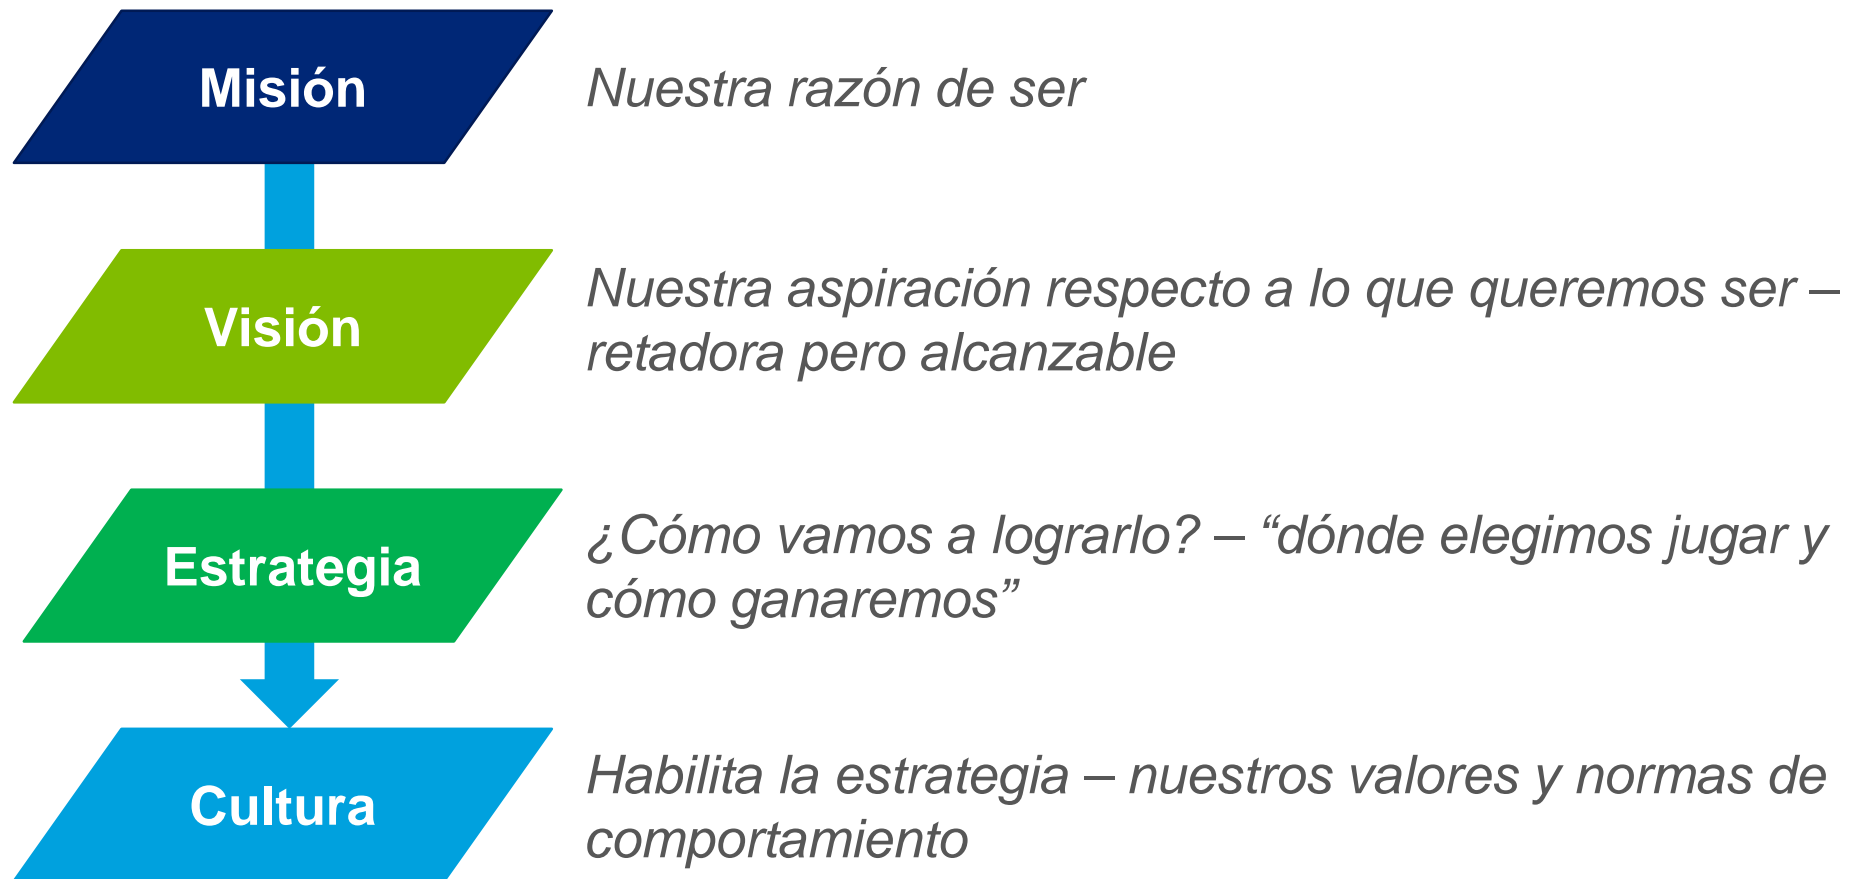 Misión
Nuestra razón de ser
Visión
Nuestra aspiración respecto a lo que queremos ser –
retadora pero alcanzable
Estrategia
¿Cómo vamos a lograrlo? – “dónde elegimos jugar y
cómo ganaremos”
Cultura
Habilita la estrategia – nuestros valores y normas de
comportamiento